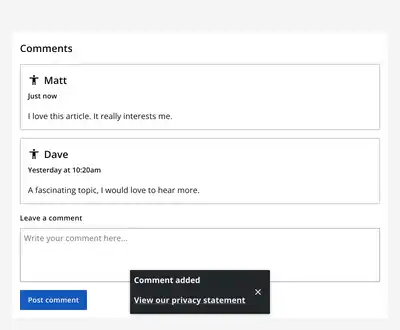 Comments
Matt
Just now
I love this article. It really interests me.
Dave
Yesterday at 10:20am
A fascinating topic, I would love to hear more.
Leave a comment
Write your comment here...
Comment added
View our privacy statement
Post comment